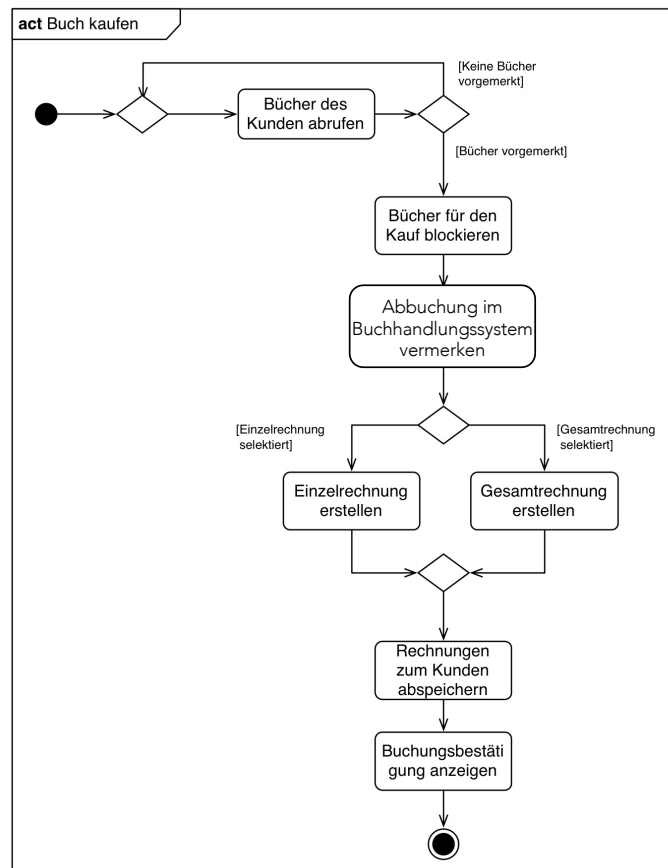 act Buch kaufen
[Keine Bücher
vorgemerkt]
Bücher des
Kunden abrufen
[Bücher vorgemerkt]
Bücher für den
Kauf blockieren
Abbuchung im
Buchhandlungssystem
vermerken
[Einzelrechnung
selektiert]
[Gesamtrechnung
selektiert]
Einzelrechnung
erstellen
Gesamtrechnung
erstellen
Rechnungen
zum Kunden
abspeichern
Buchungsbestäti
gung anzeigen